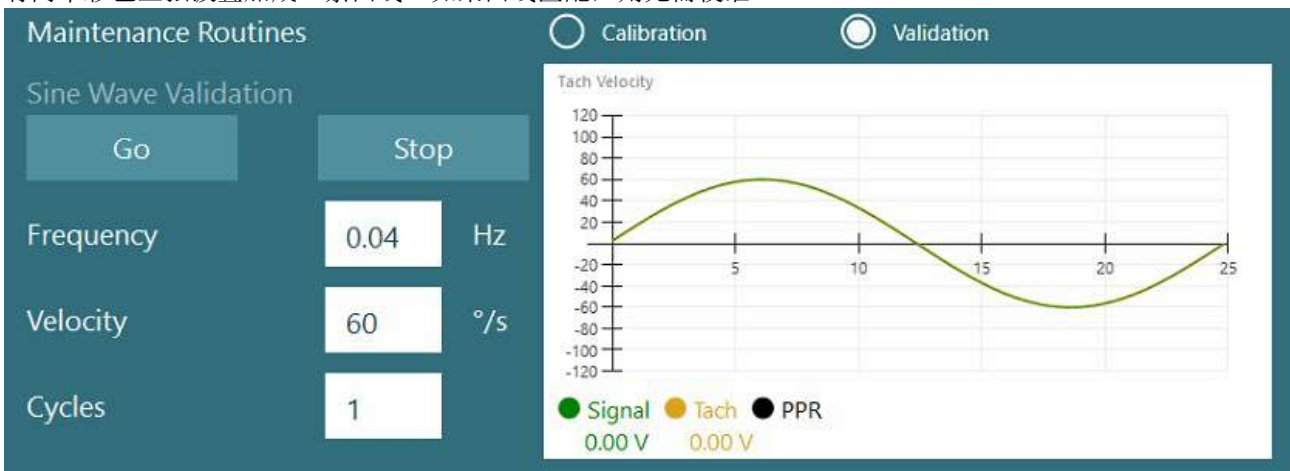 Maintenance Routines
Calibration
Validation
Sine Wave Validation
Go
Stop
Frequency
0.04
Hz
Velocity
60
°/s
Cycles
1
Tach Velocity
120
100
80
60
40
20
-20
-40
-60
-80
-100
-120
5
10
15
20
25
Signal
Tach
PPR
0.00 V
0.00 V